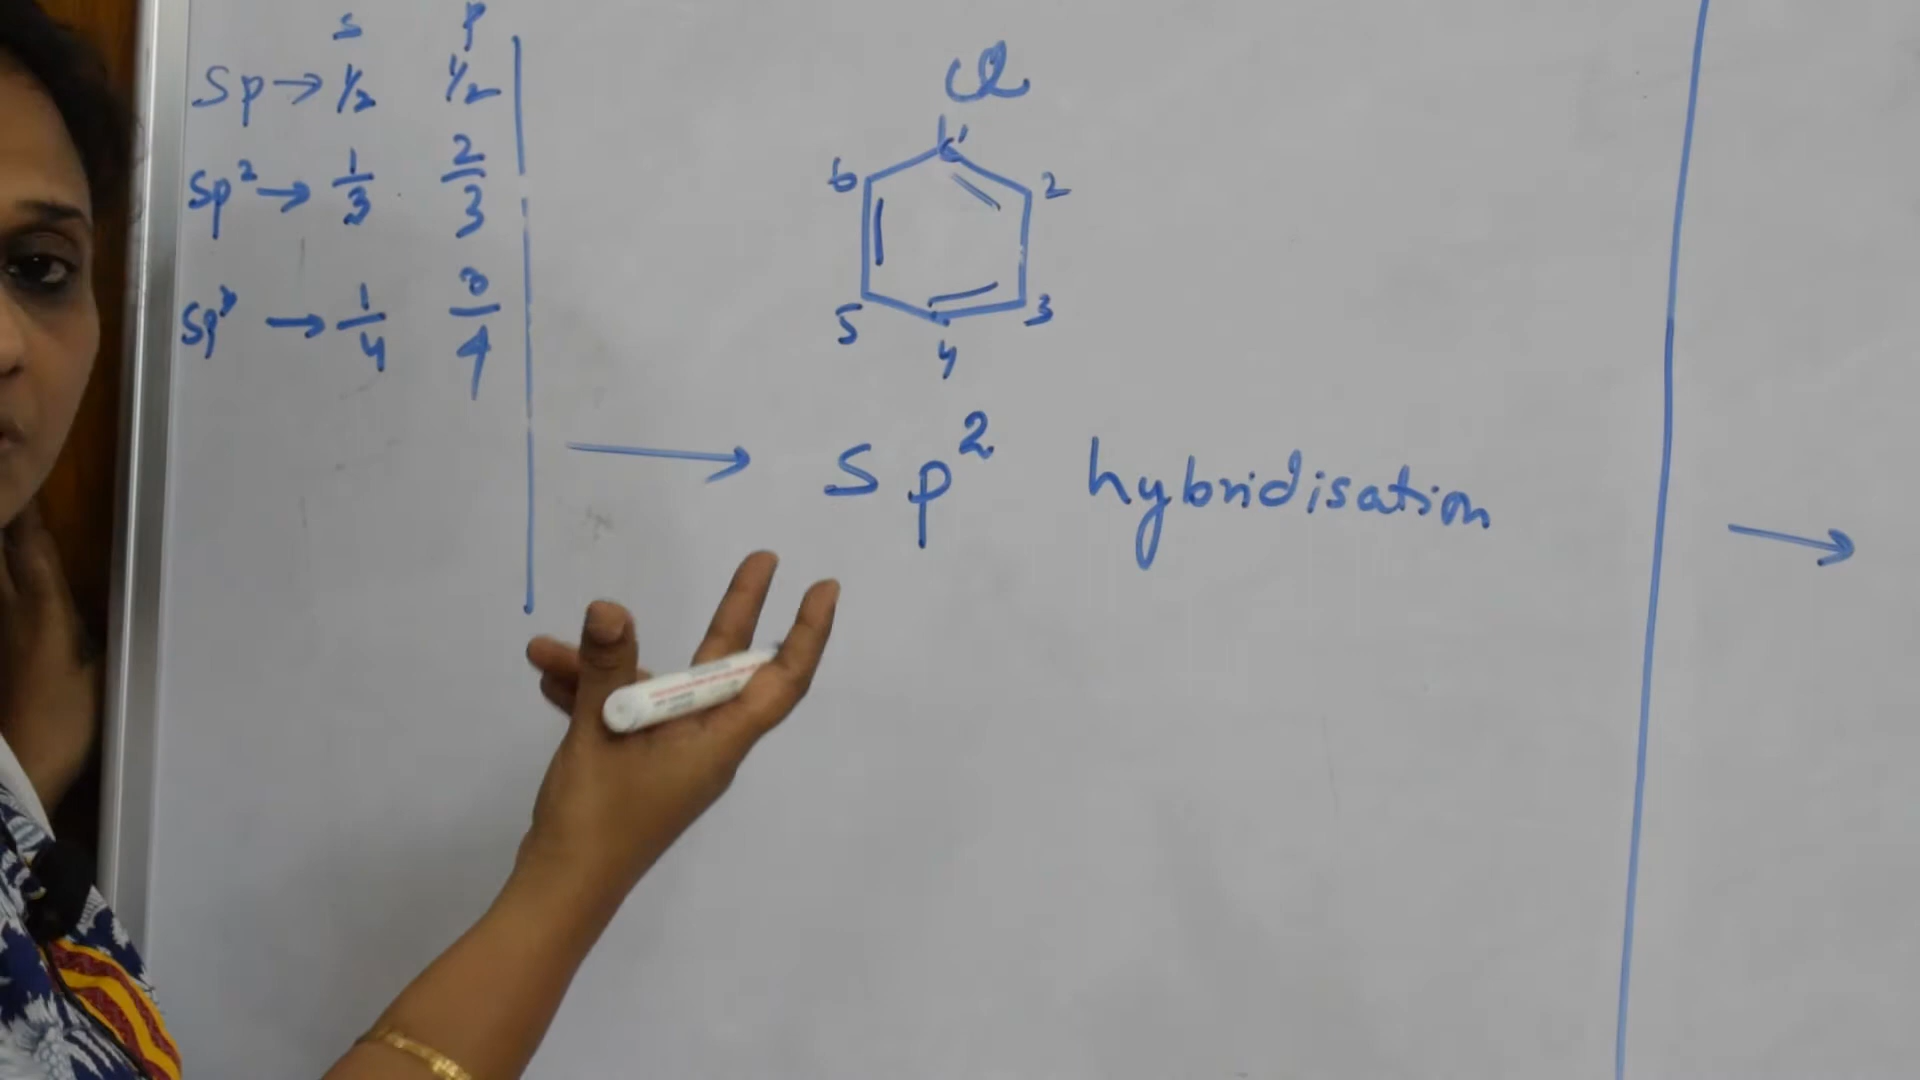 s p
Sp → 1/2 1/2
Sp² → 1/3 2/3
Sp³ → 1/4 3/4
Cl
C1
6 2
5 3
4
→ Sp² hybridisation
→